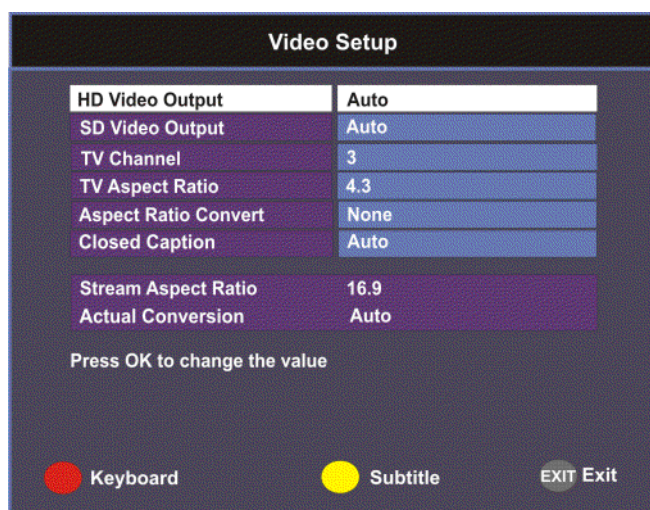 Video Setup
HD Video Output Auto
SD Video Output Auto
TV Channel 3
TV Aspect Ratio 4.3
Aspect Ratio Convert None
Closed Caption Auto
Stream Aspect Ratio 16.9
Actual Conversion Auto
Press OK to change the value
Keyboard Subtitle EXIT Exit